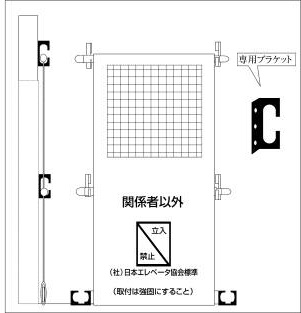 専用ブラケット
関係者以外
立入
禁止
(社)日本エレベータ協会標準
(取付は強固にすること)